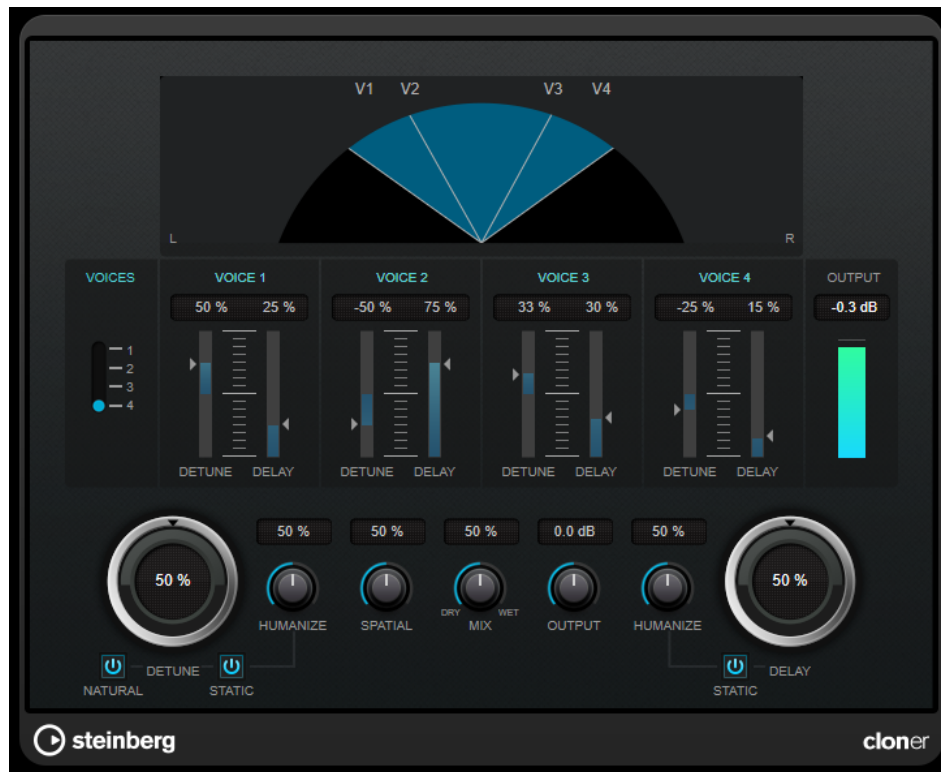 V1 V2 V3 V4
L R
VOICES VOICE 1 VOICE 2 VOICE 3 VOICE 4 OUTPUT
50 % 25 % -50 % 75 % 33 % 30 % -25 % 15 % -0.3 dB
1
2
3
4
DETUNE DELAY DETUNE DELAY DETUNE DELAY DETUNE DELAY
50 % 50 % 50 % 0.0 dB 50 %
50 % 50 %
DRY WET
HUMANIZE SPATIAL MIX OUTPUT HUMANIZE
DETUNE DELAY
NATURAL STATIC STATIC
steinberg cloner